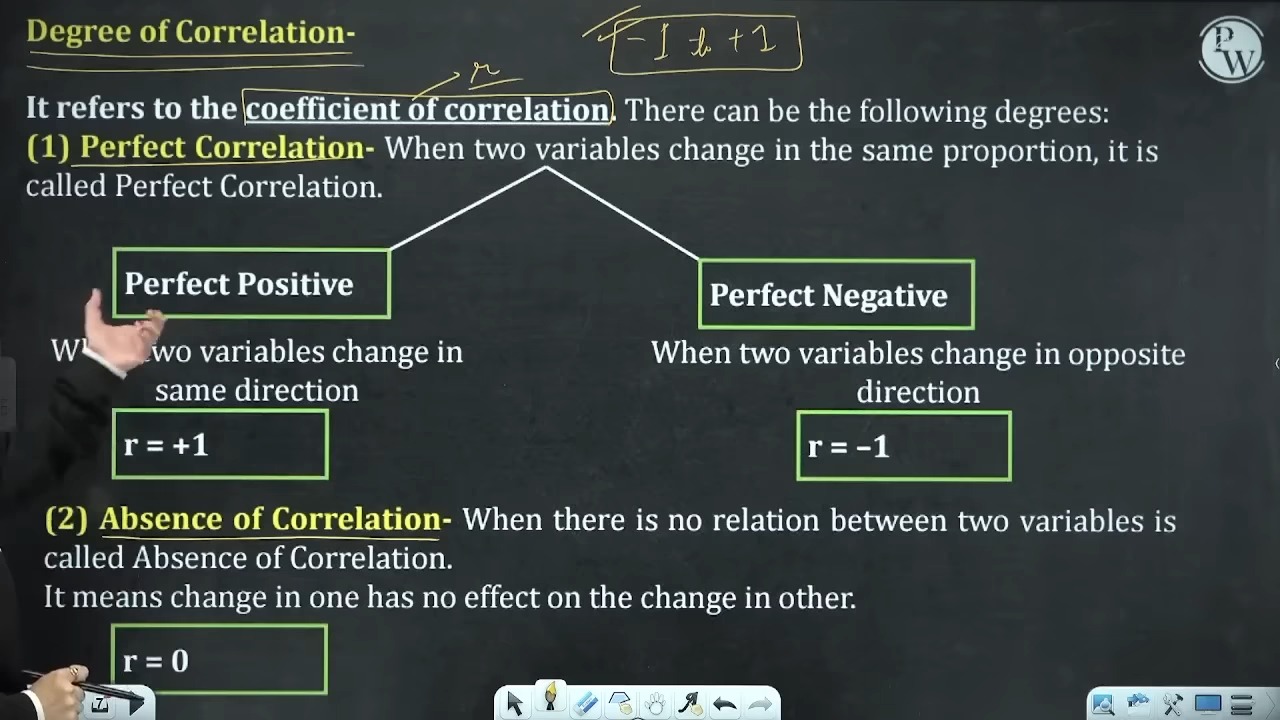 Degree of Correlation-
-1 to +1
r
It refers to the coefficient of correlation. There can be the following degrees:
(1) Perfect Correlation- When two variables change in the same proportion, it is
called Perfect Correlation.
Perfect Positive
Perfect Negative
two variables change in
same direction
When two variables change in opposite
direction
r = +1
r = –1
(2) Absence of Correlation- When there is no relation between two variables is
called Absence of Correlation.
It means change in one has no effect on the change in other.
r = 0
PW
7